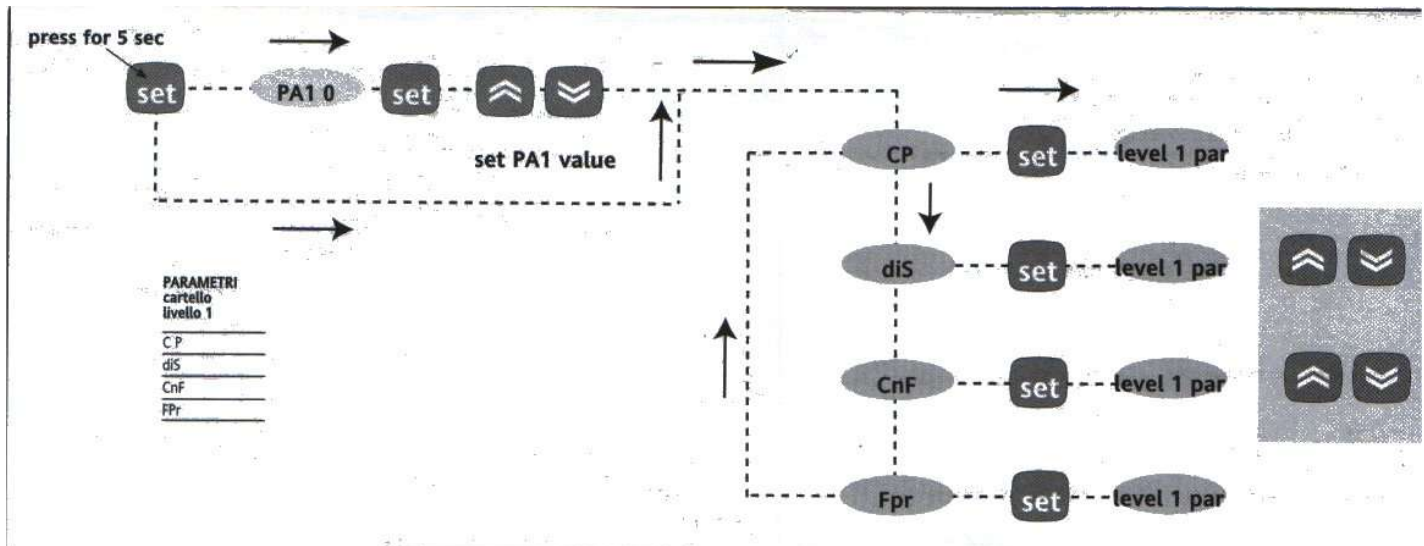 press for 5 sec
set PA1 0 set
set PA1 value
CP set level 1 par
diS set level 1 par
CnF set level 1 par
Fpr set level 1 par
PARAMETRI
cartello
livello 1
C P
diS
CnF
FPr